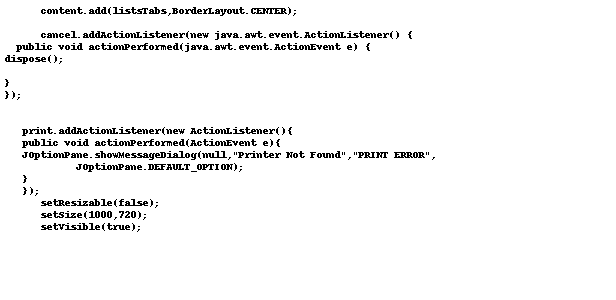 content.add(listsTabs,BorderLayout.CENTER);
cancel.addActionListener(new java.awt.event.ActionListener() {
public void actionPerformed(java.awt.event.ActionEvent e) {
dispose();
}
});
print.addActionListener(new ActionListener(){
public void actionPerformed(ActionEvent e){
JOptionPane.showMessageDialog(null,"Printer Not Found","PRINT ERROR",
JOptionPane.DEFAULT_OPTION);
}
});
setResizable(false);
setSize(1000,720);
setVisible(true);